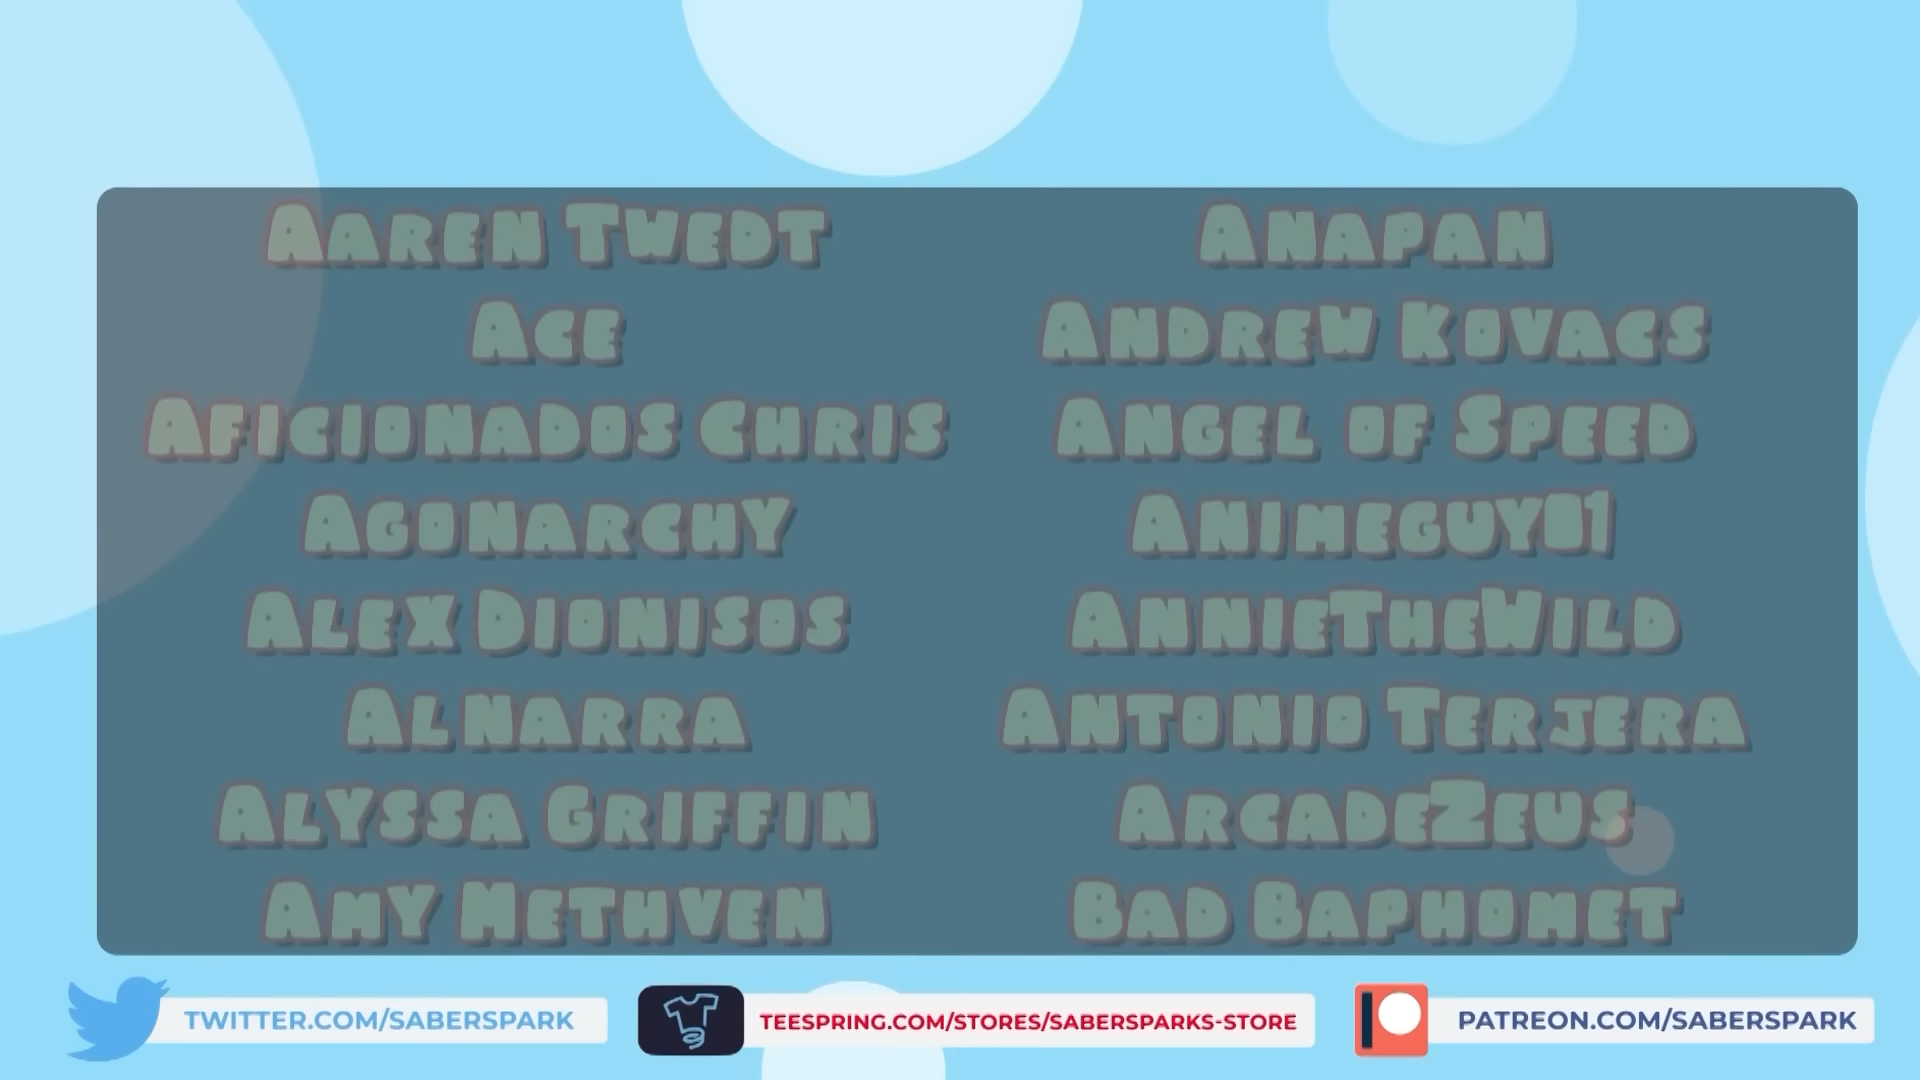 Aaren Twedt
Ace
Aficionados Chris
Agonarchy
Alex Dionisos
Alnarra
Alyssa Griffin
Amy Methven
Anapan
Andrew Kovacs
Angel of Speed
Animeguy01
AnnieTheWild
Antonio Terjera
ArcadeZeus
Bad Baphomet
TWITTER.COM/SABERSPARK
TEESPRING.COM/STORES/SABERSPARKS-STORE
PATREON.COM/SABERSPARK